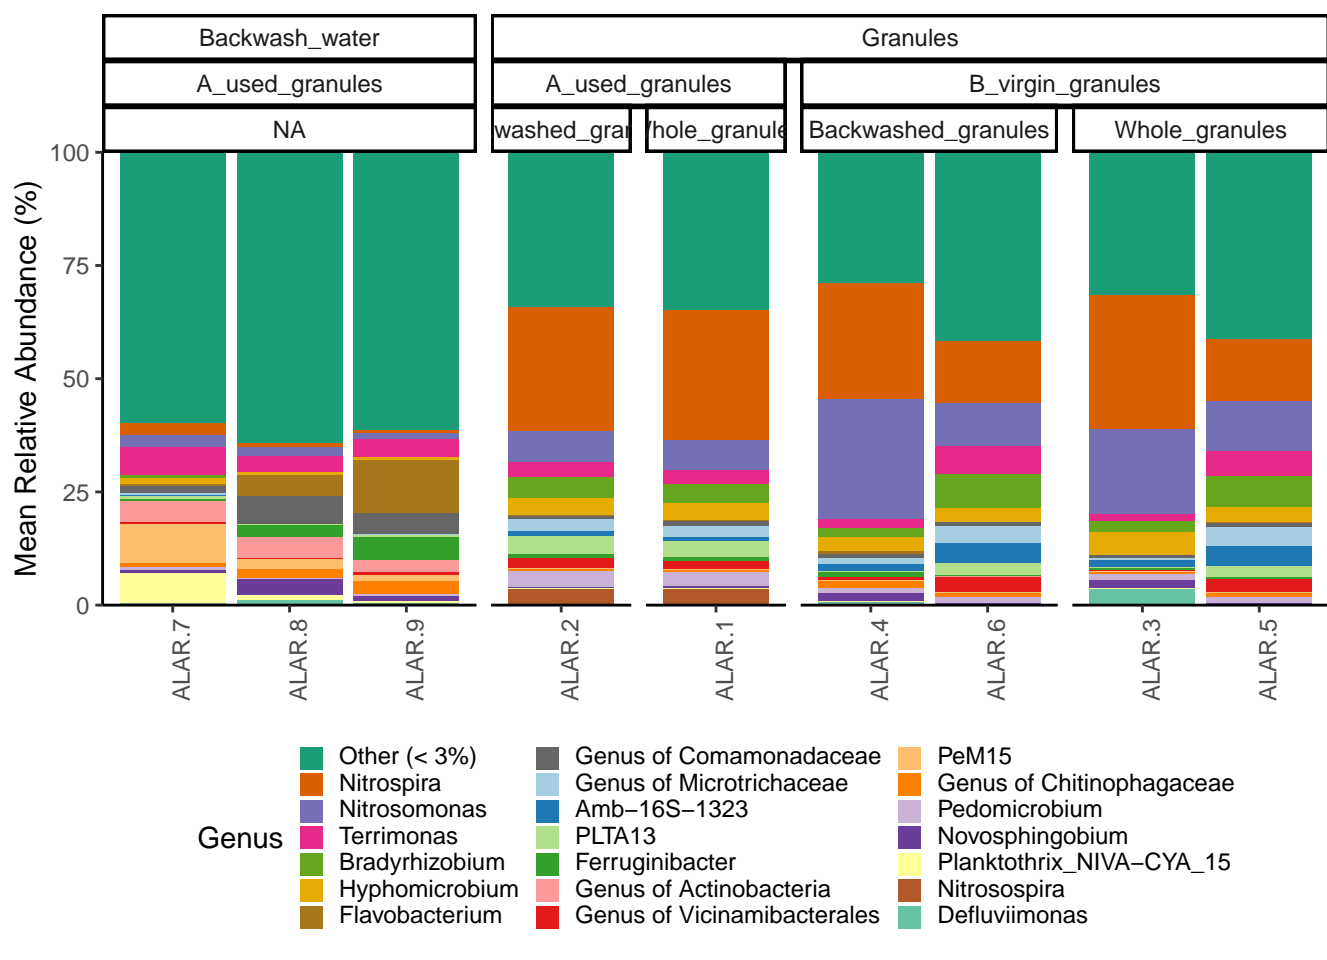 Backwash_water
Granules
A_used_granules
A_used_granules
B_virgin_granules
NA
washed_gran
Whole_granule
Backwashed_granules
Whole_granules
Mean Relative Abundance (%)
100
75
50
25
0
ALAR.7
ALAR.8
ALAR.9
ALAR.2
ALAR.1
ALAR.4
ALAR.6
ALAR.3
ALAR.5
Genus
Other (< 3%)
Nitrospira
Nitrosomonas
Terrimonas
Bradyrhizobium
Hyphomicrobium
Flavobacterium
Genus of Comamonadaceae
Genus of Microtrichaceae
Amb−16S−1323
PLTA13
Ferruginibacter
Genus of Actinobacteria
Genus of Vicinamibacterales
PeM15
Genus of Chitinophagaceae
Pedomicrobium
Novosphingobium
Planktothrix_NIVA−CYA_15
Nitrosospira
Defluviimonas